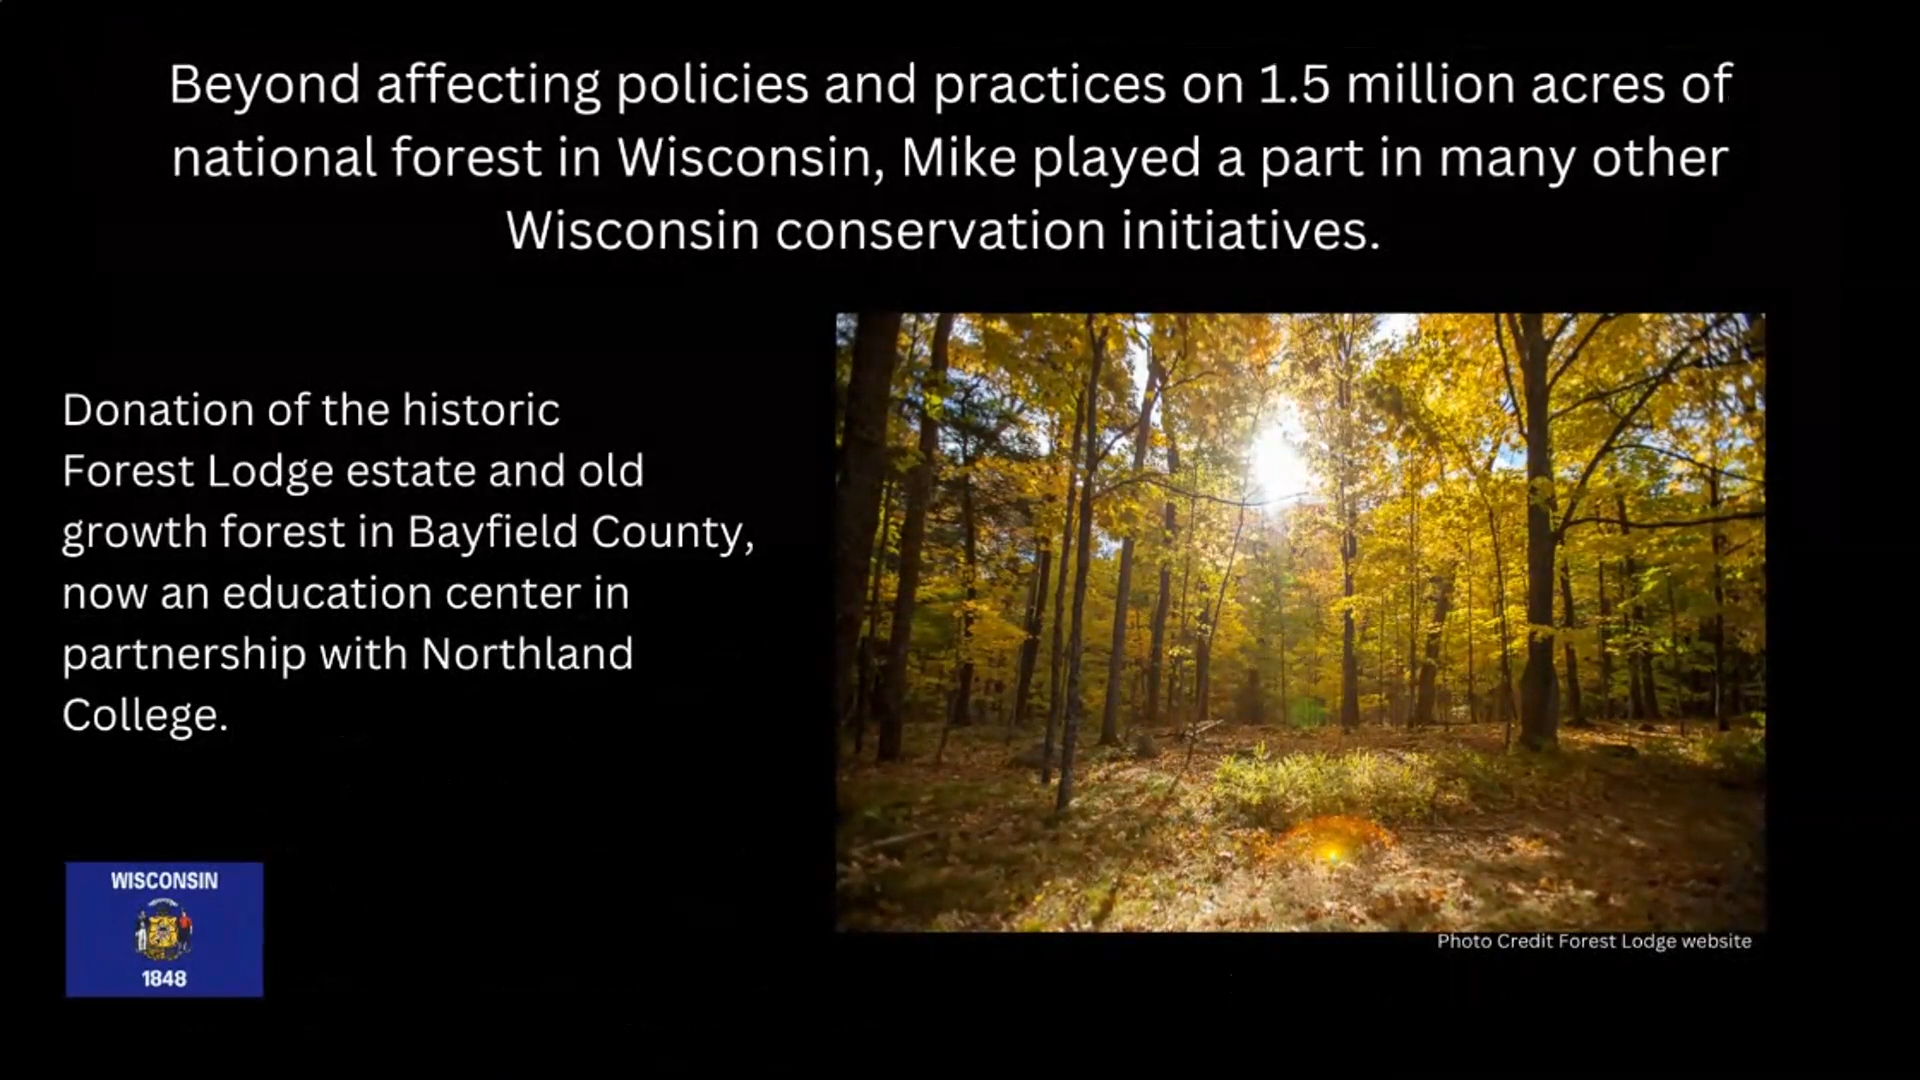 Beyond affecting policies and practices on 1.5 million acres of
national forest in Wisconsin, Mike played a part in many other
Wisconsin conservation initiatives.
Donation of the historic
Forest Lodge estate and old
growth forest in Bayfield County,
now an education center in
partnership with Northland
College.
WISCONSIN
1848
Photo Credit Forest Lodge website